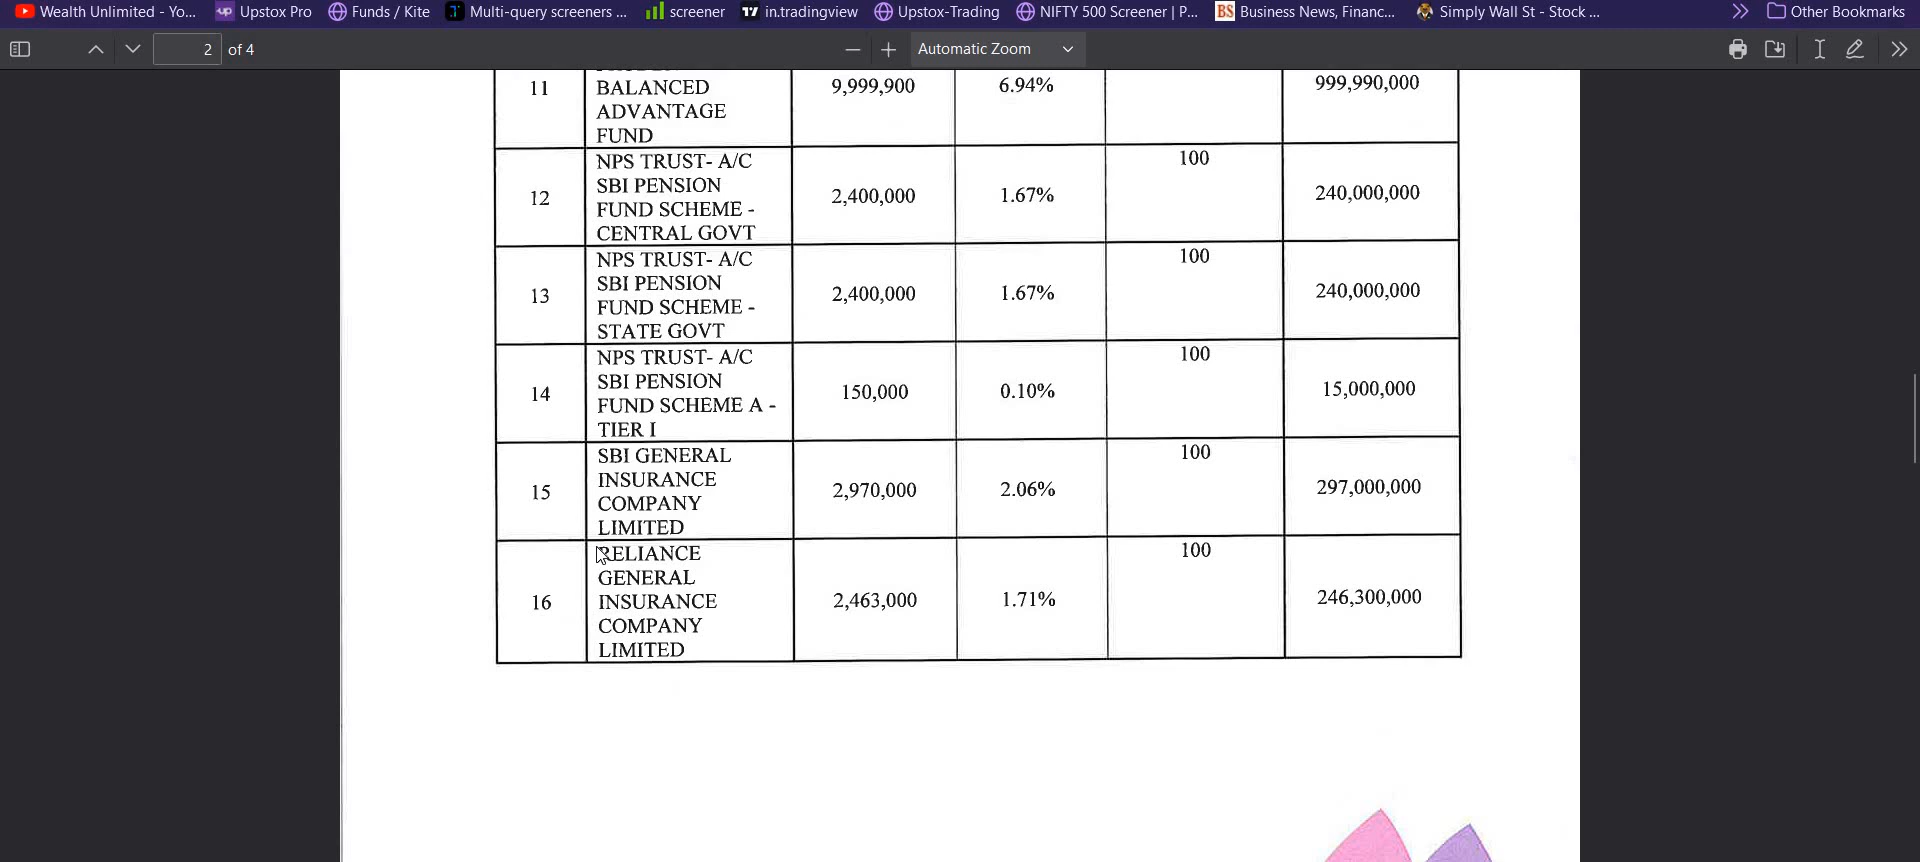 Wealth Unlimited - Yo... Upstox Pro Funds / Kite Multi-query screeners ... screener in.tradingview Upstox-Trading NIFTY 500 Screener | P... BS Business News, Financ... Simply Wall St - Stock ... Other Bookmarks
2 of 4 Automatic Zoom
11 BALANCED ADVANTAGE FUND 9,999,900 6.94% 999,990,000
12 NPS TRUST- A/C SBI PENSION FUND SCHEME - CENTRAL GOVT 2,400,000 1.67% 100 240,000,000
13 NPS TRUST- A/C SBI PENSION FUND SCHEME - STATE GOVT 2,400,000 1.67% 100 240,000,000
14 NPS TRUST- A/C SBI PENSION FUND SCHEME A - TIER I 150,000 0.10% 100 15,000,000
15 SBI GENERAL INSURANCE COMPANY LIMITED 2,970,000 2.06% 100 297,000,000
16 RELIANCE GENERAL INSURANCE COMPANY LIMITED 2,463,000 1.71% 100 246,300,000